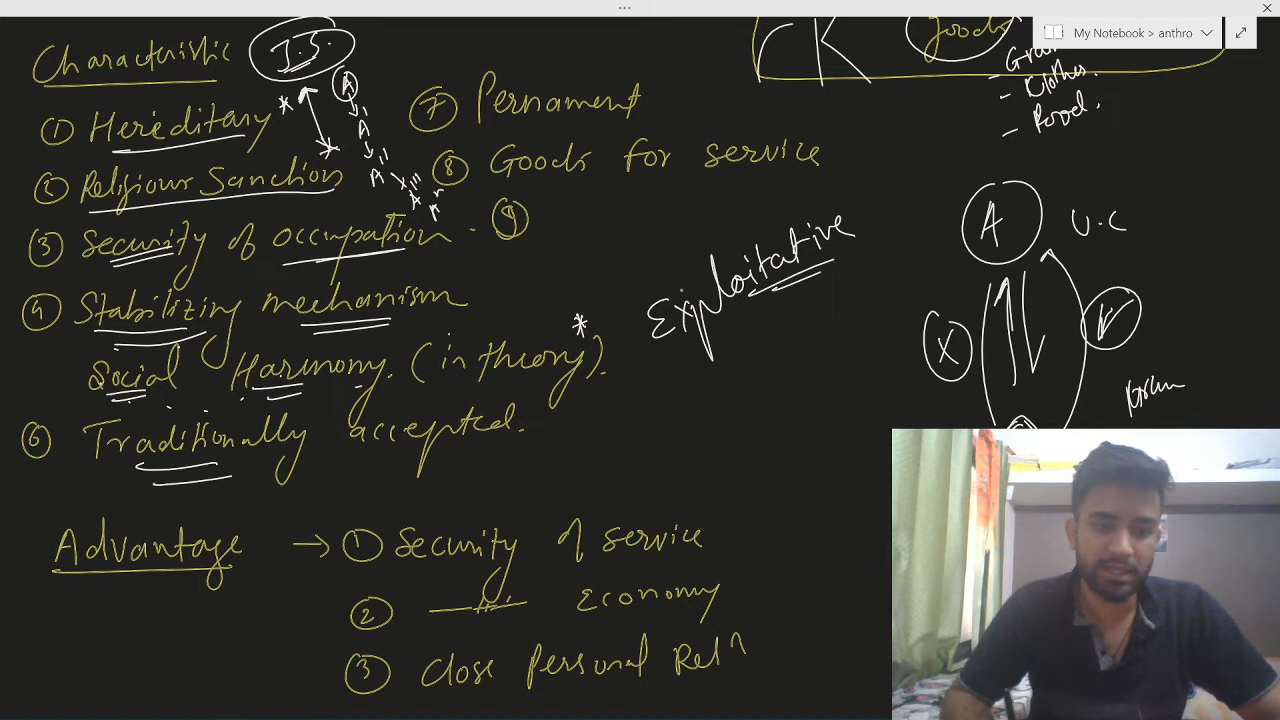 My Notebook > anthro
Characteristic J.S.
① Hereditary
② Religious Sanction
③ Security of occupation.
④ Stabilizing mechanism
Social Harmony. (in theory).
⑥ Traditionally accepted.
⑦ Pernament
⑧ Goods for service
⑨
Exploitative
Goods
- Clothes.
- Food.
A U.C
X
K
Advantage → ① Security of service
② Economy
③ Close Personal Relⁿ